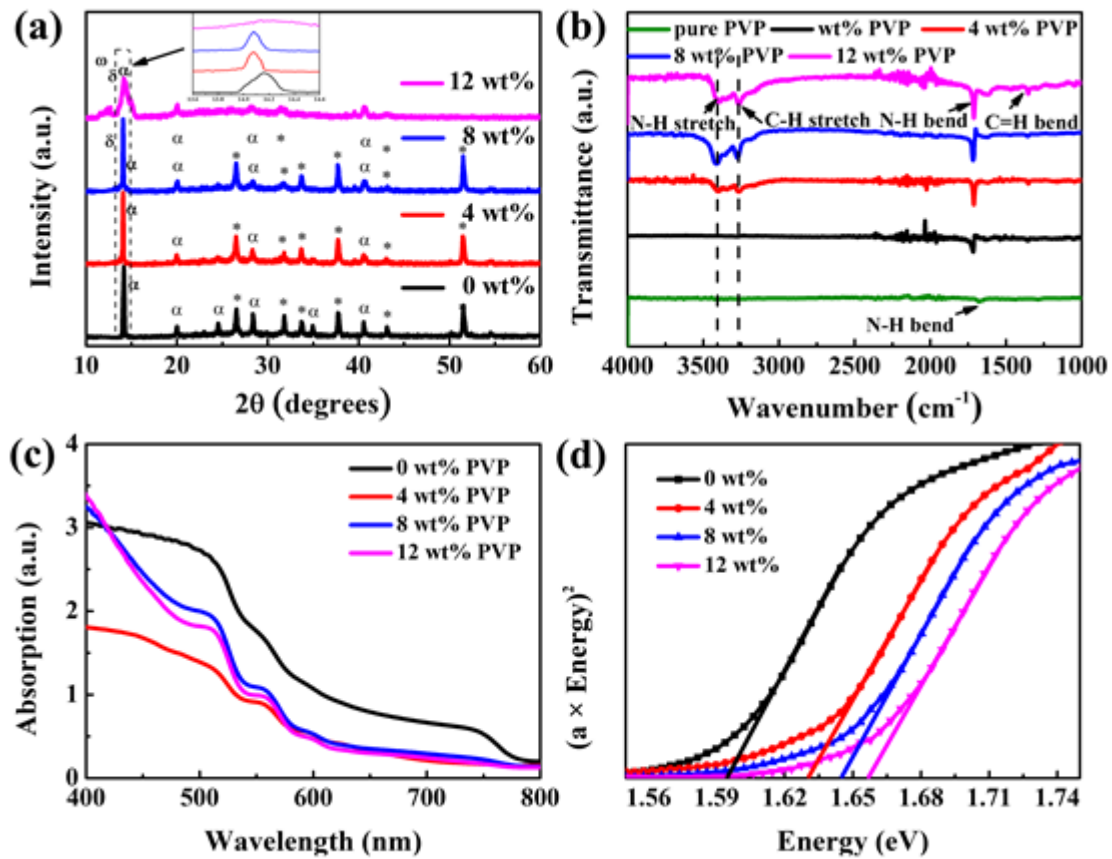 (a)
ω
δ α
12 wt%
α α *
8 wt%
δ
α α * * α * *
α
α * α * * * α * *
4 wt%
α
α * α * * * α * *
0 wt%
α
α α * α * * α * α * *
Intensity (a.u.)
10 20 30 40 50 60
2θ (degrees)
(b)
pure PVP wt% PVP 4 wt% PVP
8 wt% PVP 12 wt% PVP
N-H stretch C-H stretch N-H bend C=H bend
N-H bend
Transmittance (a.u.)
4000 3500 3000 2500 2000 1500 1000
Wavenumber (cm⁻¹)
(c)
0 wt% PVP
4 wt% PVP
8 wt% PVP
12 wt% PVP
4
3
2
1
0
Absorption (a.u.)
400 500 600 700 800
Wavelength (nm
(d)
0 wt%
4 wt%
8 wt%
12 wt%
(a × Energy)²
1.56 1.59 1.62 1.65 1.68 1.71 1.74
Energy (eV)